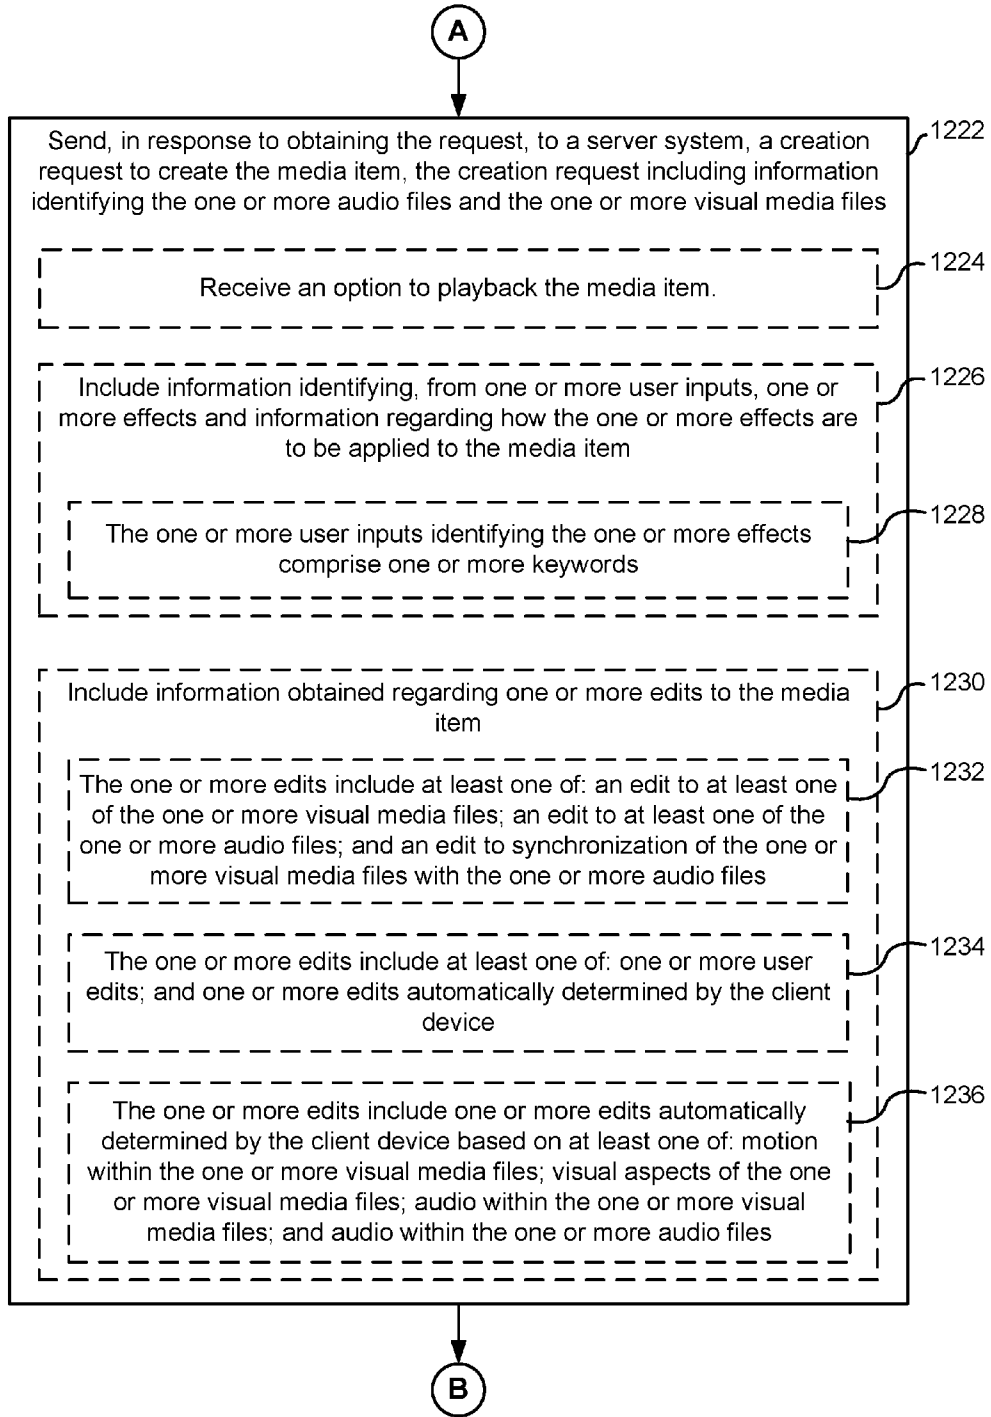 A
Send, in response to obtaining the request, to a server system, a creation
request to create the media item, the creation request including information
identifying the one or more audio files and the one or more visual media files
1222
Receive an option to playback the media item.
1224
Include information identifying, from one or more user inputs, one or
more effects and information regarding how the one or more effects are
to be applied to the media item
1226
The one or more user inputs identifying the one or more effects
comprise one or more keywords
1228
Include information obtained regarding one or more edits to the media
item
1230
The one or more edits include at least one of: an edit to at least one
of the one or more visual media files; an edit to at least one of the
one or more audio files; and an edit to synchronization of the one or
more visual media files with the one or more audio files
1232
The one or more edits include at least one of: one or more user
edits; and one or more edits automatically determined by the client
device
1234
The one or more edits include one or more edits automatically
determined by the client device based on at least one of: motion
within the one or more visual media files; visual aspects of the one
or more visual media files; audio within the one or more visual
media files; and audio within the one or more audio files
1236
B